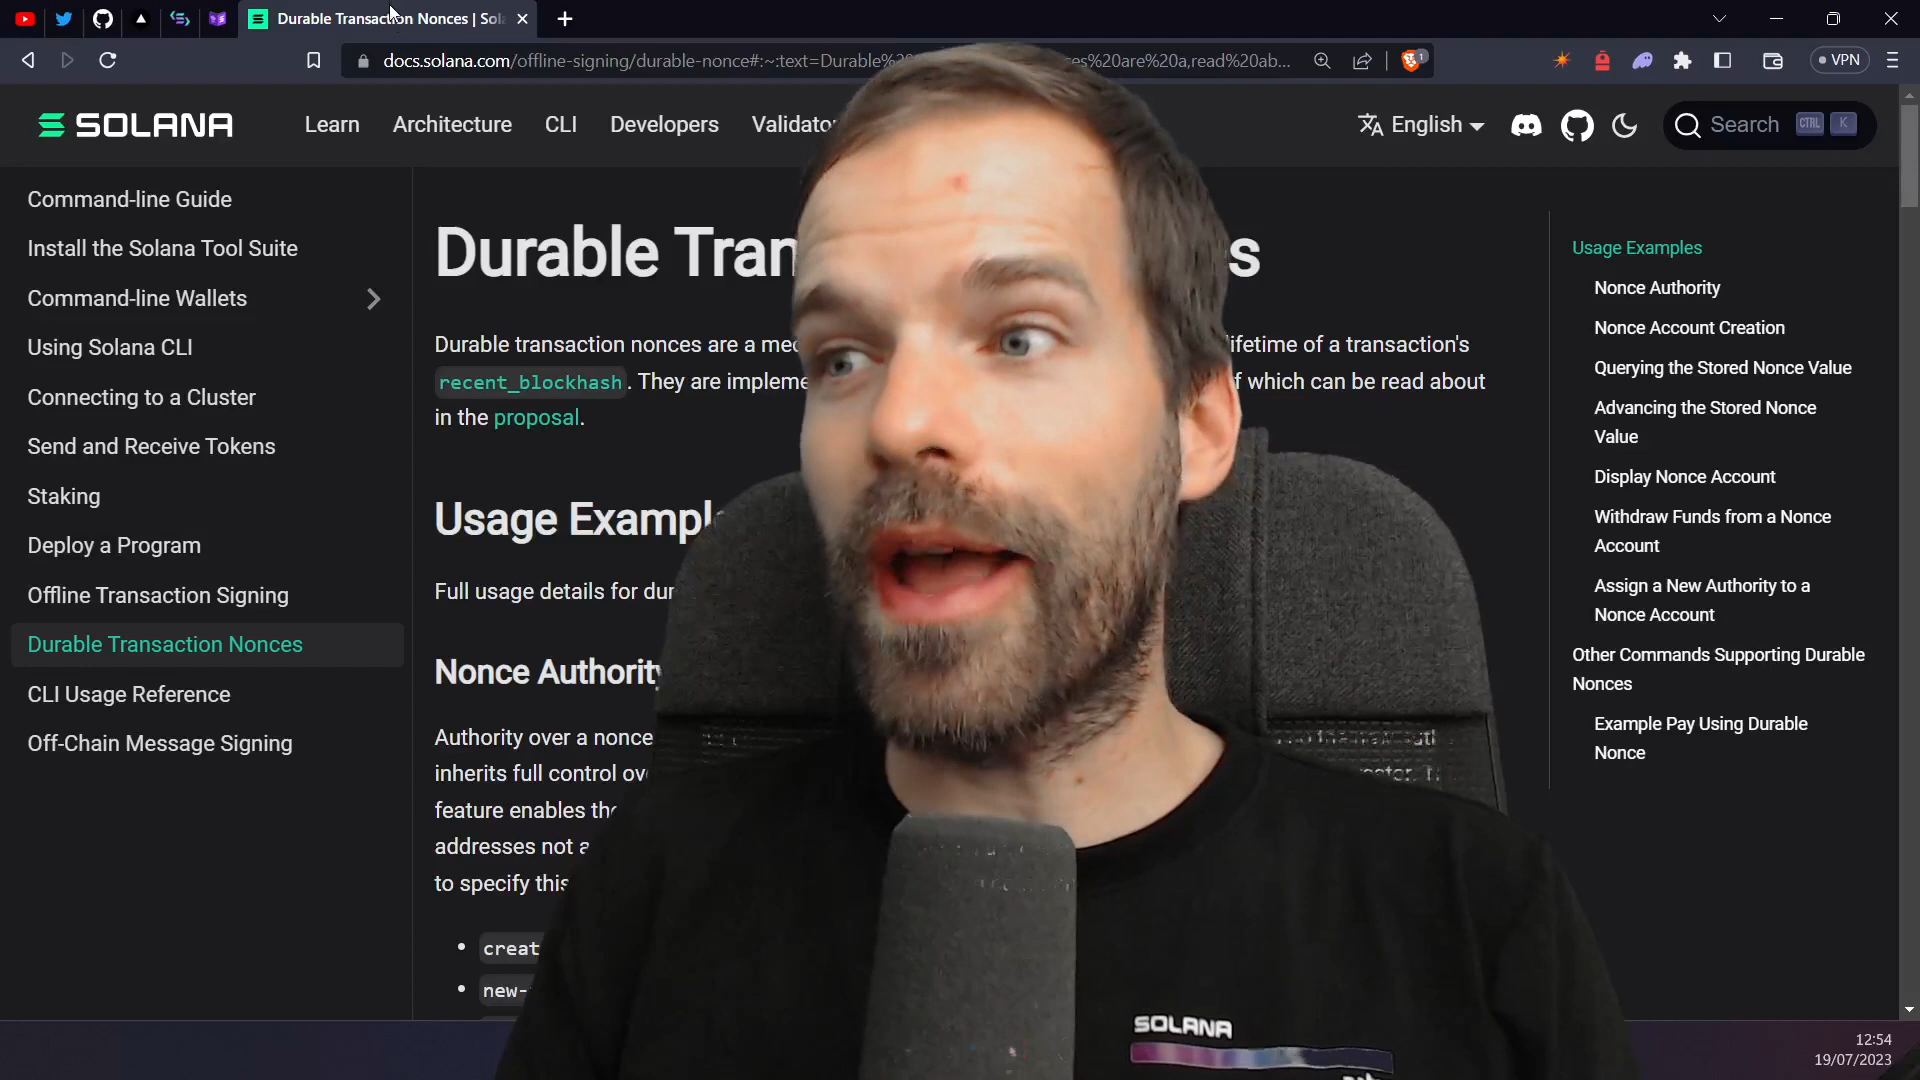 Durable Transaction Nonces | Sol
docs.solana.com/offline-signing/durable-nonce#:~:text=Durable% es%20are%20a,read%20ab...
1
VPN
SOLANA
Learn
Architecture
CLI
Developers
Validator
English
Search
CTRL
K
Command-line Guide
Install the Solana Tool Suite
Command-line Wallets
Using Solana CLI
Connecting to a Cluster
Send and Receive Tokens
Staking
Deploy a Program
Offline Transaction Signing
Durable Transaction Nonces
CLI Usage Reference
Off-Chain Message Signing
Durable Tran s
Durable transaction nonces are a mec lifetime of a transaction's
recent_blockhash. They are impleme f which can be read about
in the proposal.
Usage Exampl
Full usage details for dur
Nonce Authority
Authority over a nonce
inherits full control ov
feature enables the
addresses not a
to specify this
creat
new-
Usage Examples
Nonce Authority
Nonce Account Creation
Querying the Stored Nonce Value
Advancing the Stored Nonce
Value
Display Nonce Account
Withdraw Funds from a Nonce
Account
Assign a New Authority to a
Nonce Account
Other Commands Supporting Durable
Nonces
Example Pay Using Durable
Nonce
SOLANA
12:54
19/07/2023